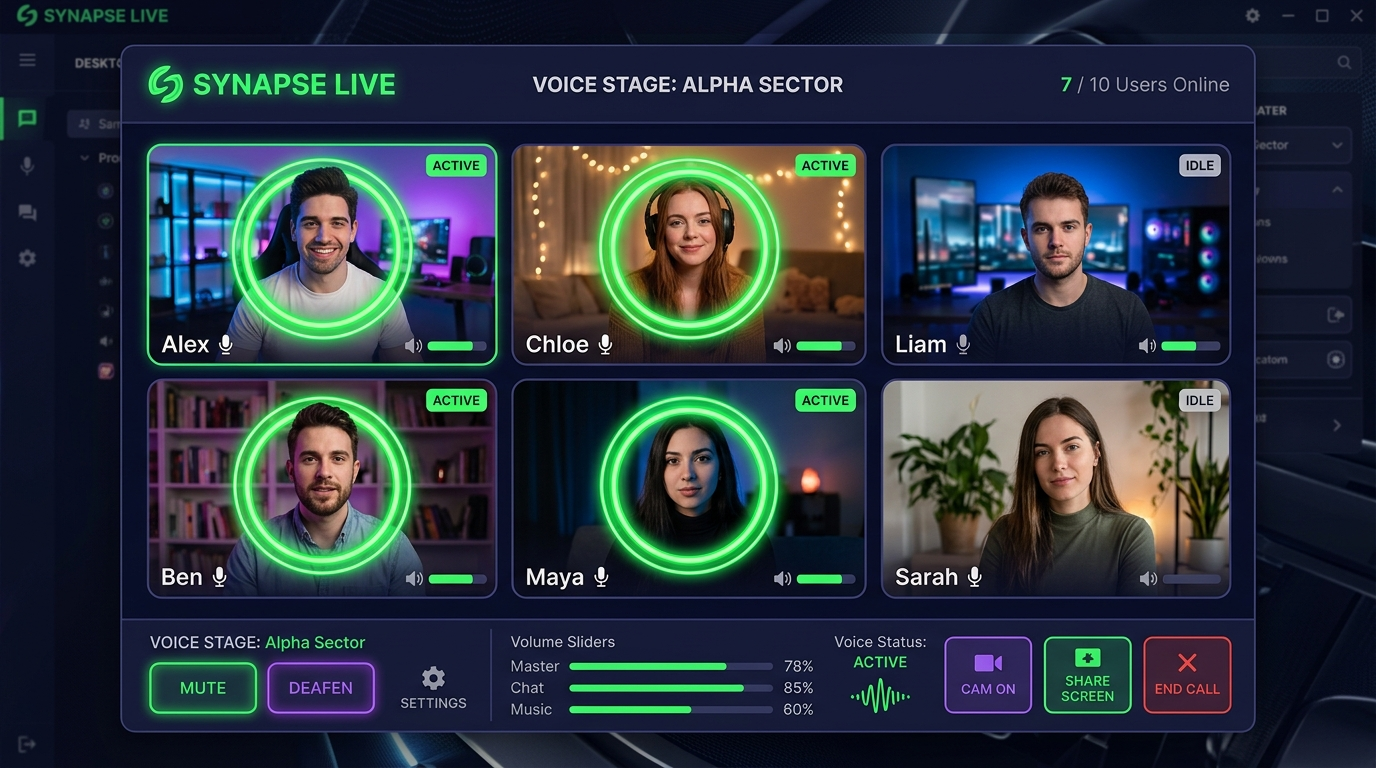 SYNAPSE LIVE
SYNAPSE LIVE
VOICE STAGE: ALPHA SECTOR
7 / 10 Users Online
ACTIVE
Alex
ACTIVE
Chloe
IDLE
Liam
ACTIVE
Ben
ACTIVE
Maya
IDLE
Sarah
VOICE STAGE: Alpha Sector
MUTE
DEAFEN
SETTINGS
Volume Sliders
Master 78%
Chat 85%
Music 60%
Voice Status:
ACTIVE
CAM ON
SHARE
SCREEN
END CALL